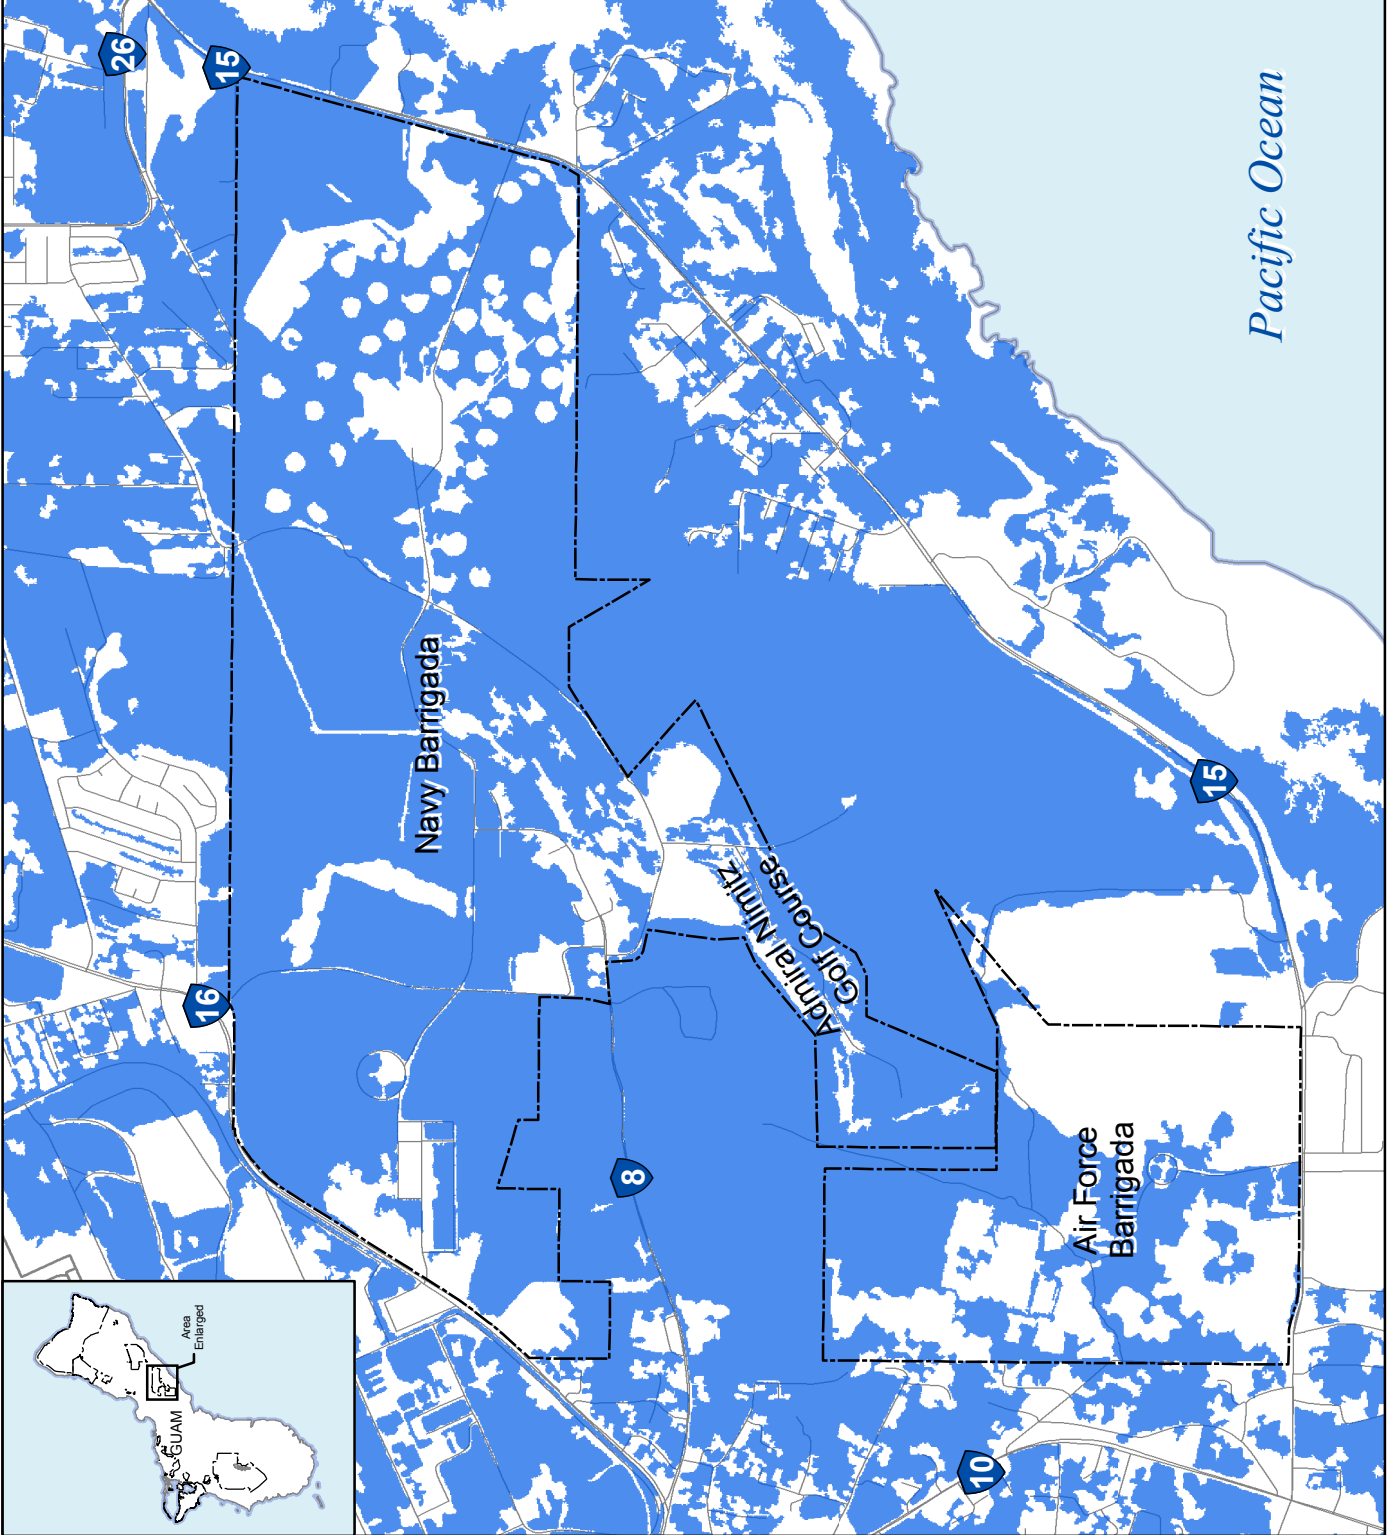 26
15
Pacific Ocean
Navy Barrigada
Admiral Nimitz
Golf Course
16
15
8
Air Force
Barrigada
10
GUAM
Area
Enlarged